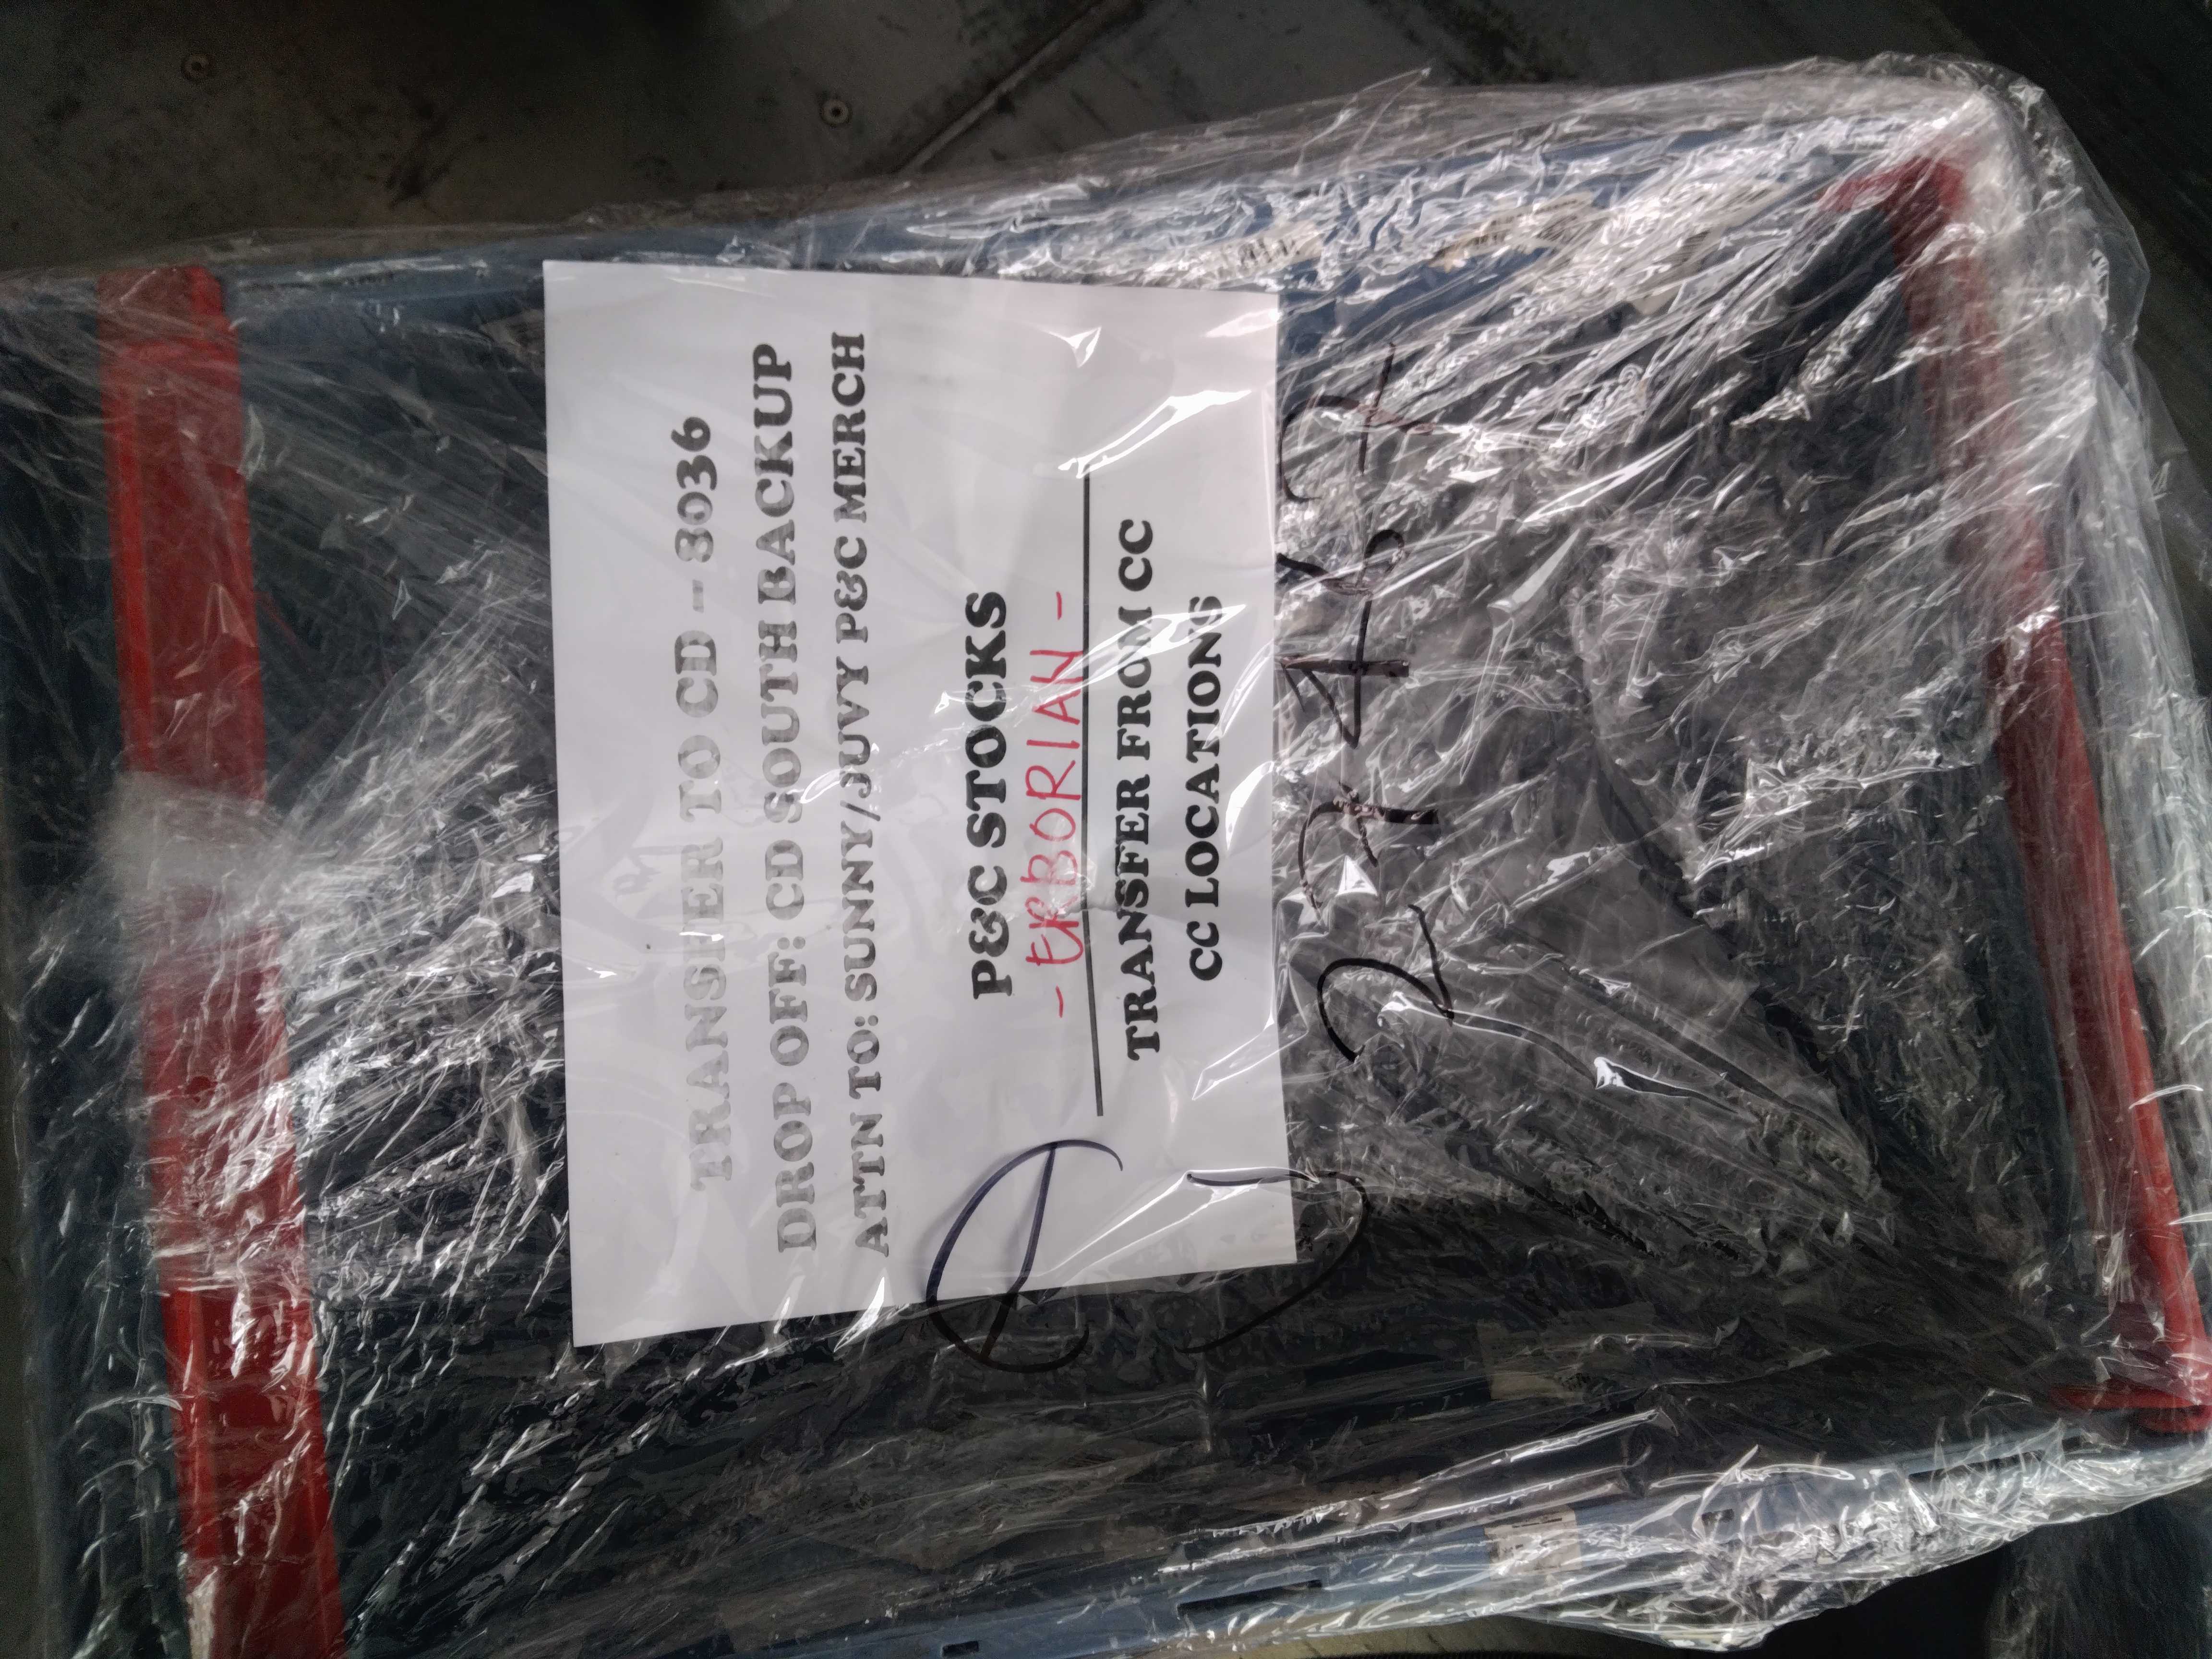 TRANSFER TO CD - 8036
DROP OFF: CD SOUTH BACKUP
ATTN TO: SUNNY/JUVY P&C MERCH
P&C STOCKS
- ERBORIAN -
TRANSFER FROM CC
CC LOCATIONS